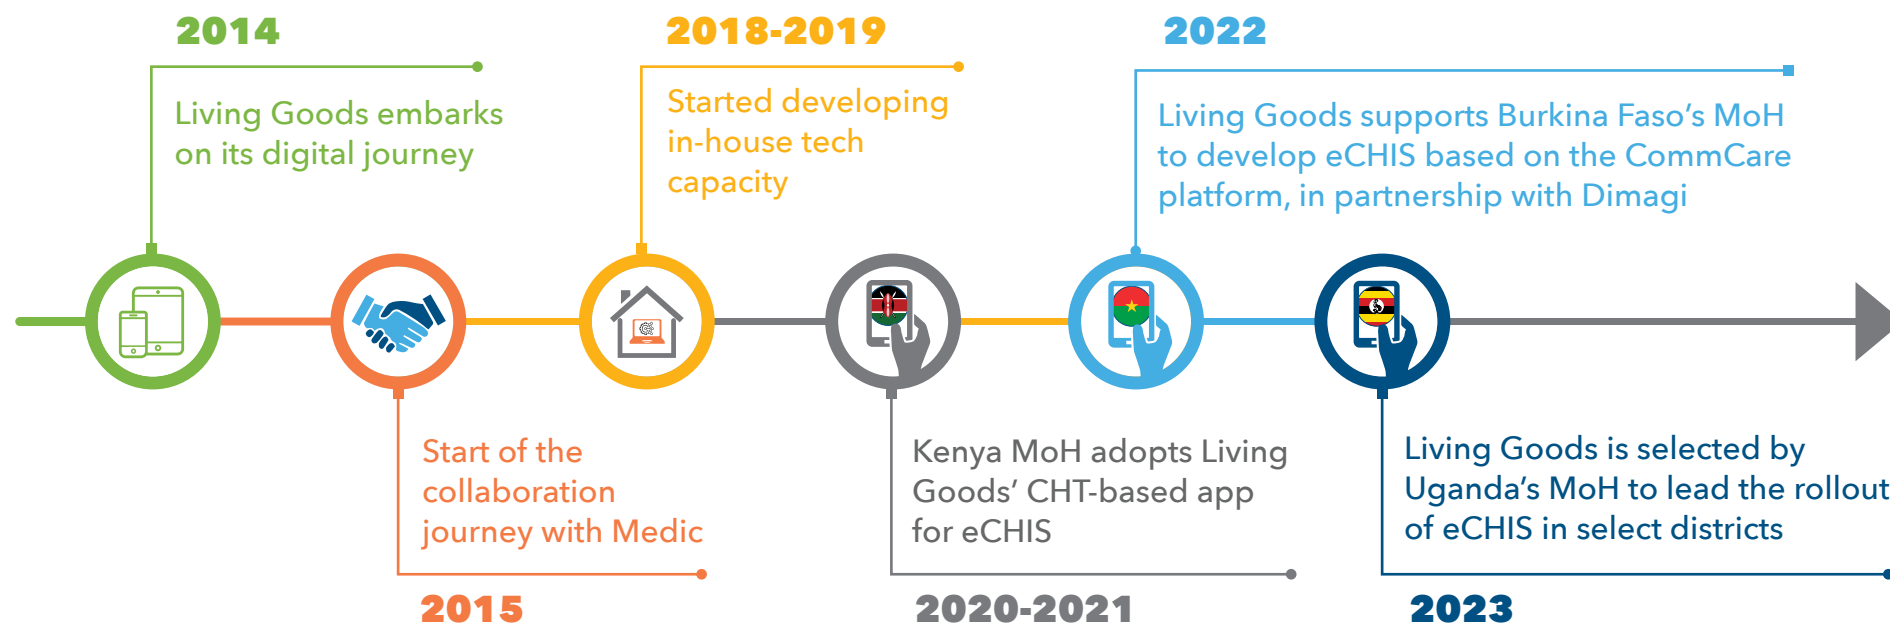 2014
Living Goods embarks
on its digital journey
2015
Start of the
collaboration
journey with Medic
2018-2019
Started developing
in-house tech
capacity
2020-2021
Kenya MoH adopts Living
Goods’ CHT-based app
for eCHIS
2022
Living Goods supports Burkina Faso’s MoH
to develop eCHIS based on the CommCare
platform, in partnership with Dimagi
2023
Living Goods is selected by
Uganda’s MoH to lead the rollout
of eCHIS in select districts